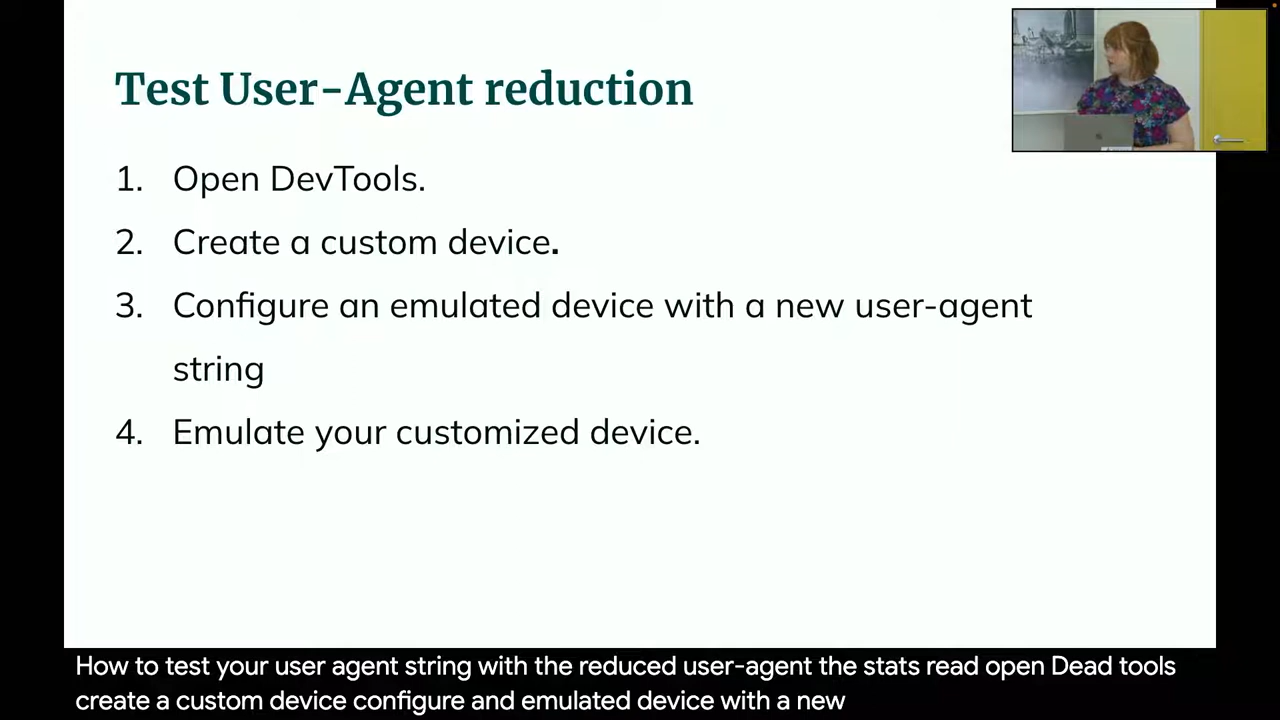 Test User-Agent reduction
1. Open DevTools.
2. Create a custom device.
3. Configure an emulated device with a new user-agent
string
4. Emulate your customized device.
How to test your user agent string with the reduced user-agent the stats read open Dead tools
create a custom device configure and emulated device with a new